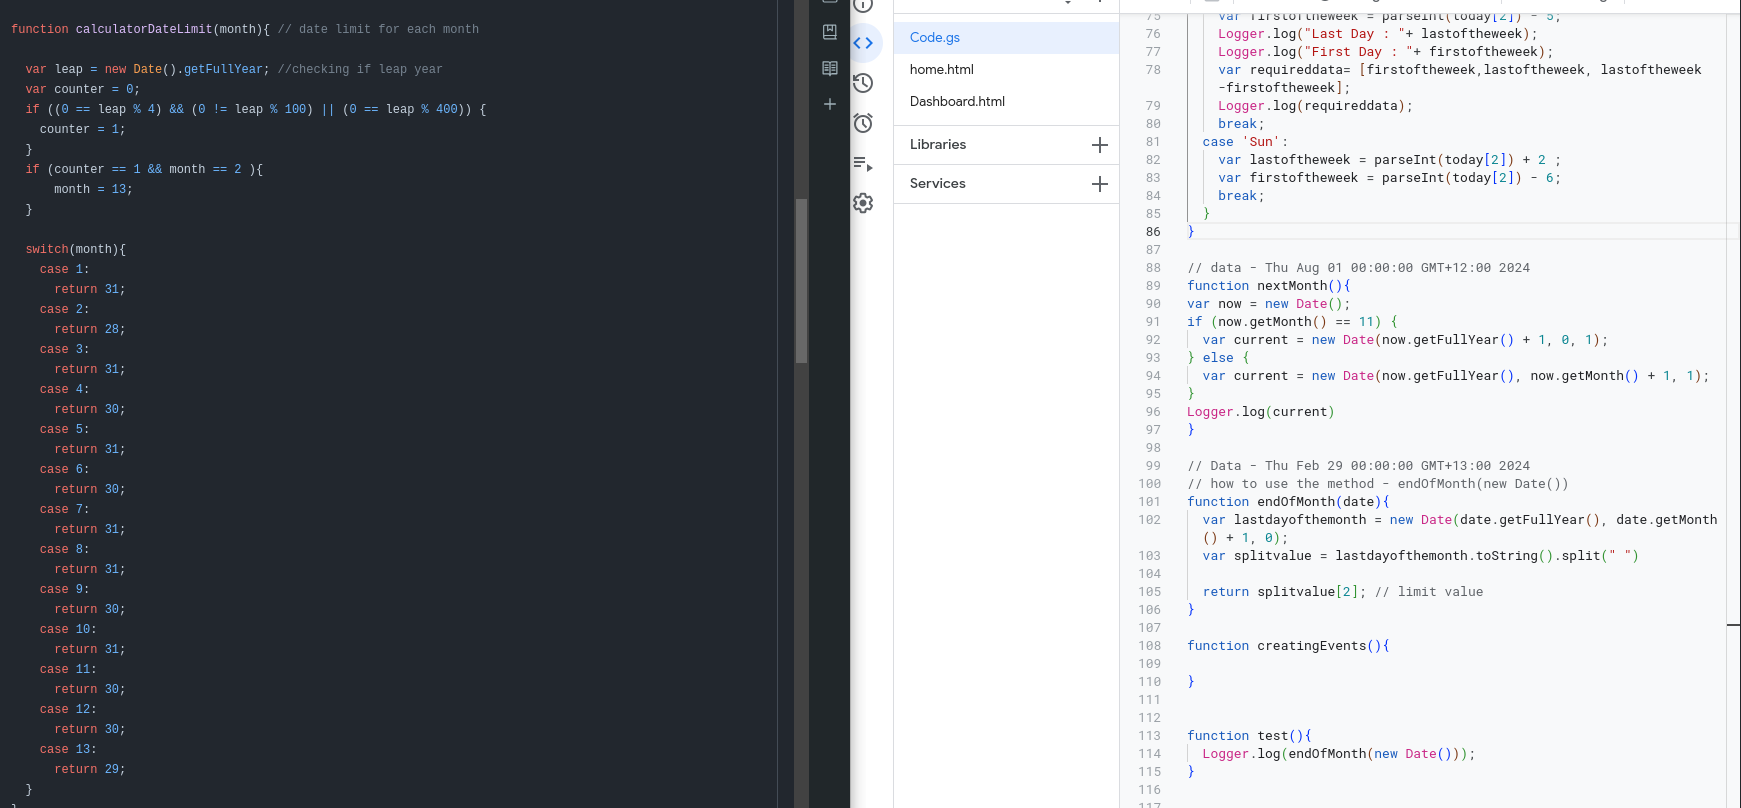 function calculatorDateLimit(month){ // date limit for each month
var leap = new Date().getFullYear; //checking if leap year
var counter = 0;
if ((0 == leap % 4) && (0 != leap % 100) || (0 == leap % 400)) {
counter = 1;
}
if (counter == 1 && month == 2 ){
month = 13;
}
switch(month){
case 1:
return 31;
case 2:
return 28;
case 3:
return 31;
case 4:
return 30;
case 5:
return 31;
case 6:
return 30;
case 7:
return 31;
case 8:
return 31;
case 9:
return 30;
case 10:
return 31;
case 11:
return 30;
case 12:
return 30;
case 13:
return 29;
}
Code.gs
home.html
Dashboard.html
Libraries
Services
75 var firstoftheweek = parseInt(today[2]) - 5;
76 Logger.log("Last Day : "+ lastoftheweek);
77 Logger.log("First Day : "+ firstoftheweek);
78 var requireddata= [firstoftheweek,lastoftheweek, lastoftheweek
-firstoftheweek];
79 Logger.log(requireddata);
80 break;
81 case 'Sun':
82 var lastoftheweek = parseInt(today[2]) + 2 ;
83 var firstoftheweek = parseInt(today[2]) - 6;
84 break;
85 }
86 }
87
88 // data - Thu Aug 01 00:00:00 GMT+12:00 2024
89 function nextMonth(){
90 var now = new Date();
91 if (now.getMonth() == 11) {
92 var current = new Date(now.getFullYear() + 1, 0, 1);
93 } else {
94 var current = new Date(now.getFullYear(), now.getMonth() + 1, 1);
95 }
96 Logger.log(current)
97 }
98
99 // Data - Thu Feb 29 00:00:00 GMT+13:00 2024
100 // how to use the method - endOfMonth(new Date())
101 function endOfMonth(date){
102 var lastdayofthemonth = new Date(date.getFullYear(), date.getMonth
() + 1, 0);
103 var splitvalue = lastdayofthemonth.toString().split(" ")
104
105 return splitvalue[2]; // limit value
106 }
107
108 function creatingEvents(){
109
110 }
111
112
113 function test(){
114 Logger.log(endOfMonth(new Date()));
115 }
116
117